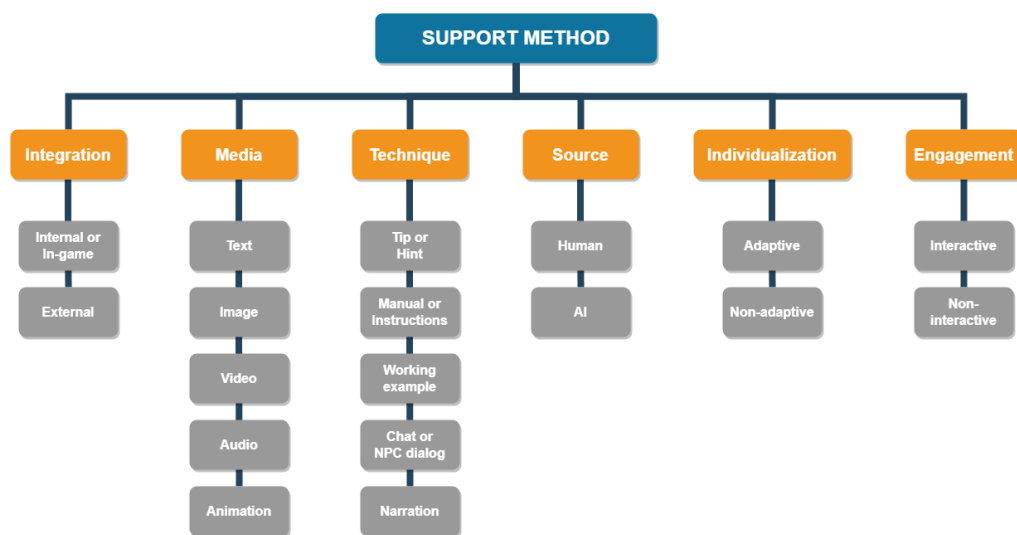 SUPPORT METHOD
Integration
Media
Technique
Source
Individualization
Engagement
Internal or
In-game
External
Text
Image
Video
Audio
Animation
Tip or
Hint
Manual or
Instructions
Working
example
Chat or
NPC dialog
Narration
Human
AI
Adaptive
Non-adaptive
Interactive
Non-
interactive